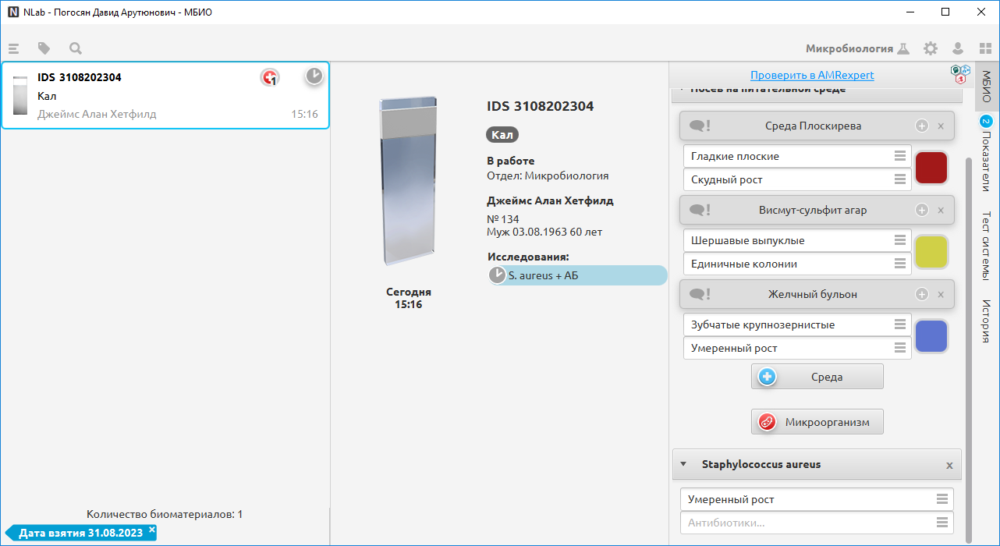 NLab - Погосян Давид Арутюнович - МБИО
Микробиология
IDS 3108202304
1
Кал
Джеймс Алан Хетфилд
15:16
Количество биоматериалов: 1
Дата взятия 31.08.2023 ×
Сегодня
15:16
IDS 3108202304
Кал
В работе
Отдел: Микробиология
Джеймс Алан Хетфилд
№ 134
Муж 03.08.1963 60 лет
Исследования:
S. aureus + АБ
Проверить в AMRexpert
Посев на питательной среде
Среда Плоскирева
x
Гладкие плоские
Скудный рост
Висмут-сульфит агар
x
Шершавые выпуклые
Единичные колонии
Желчный бульон
x
Зубчатые крупнозернистые
Умеренный рост
Среда
Микроорганизм
Staphylococcus aureus
x
Умеренный рост
Антибиотики...
МБИО
2
Показатели
Тест системы
История